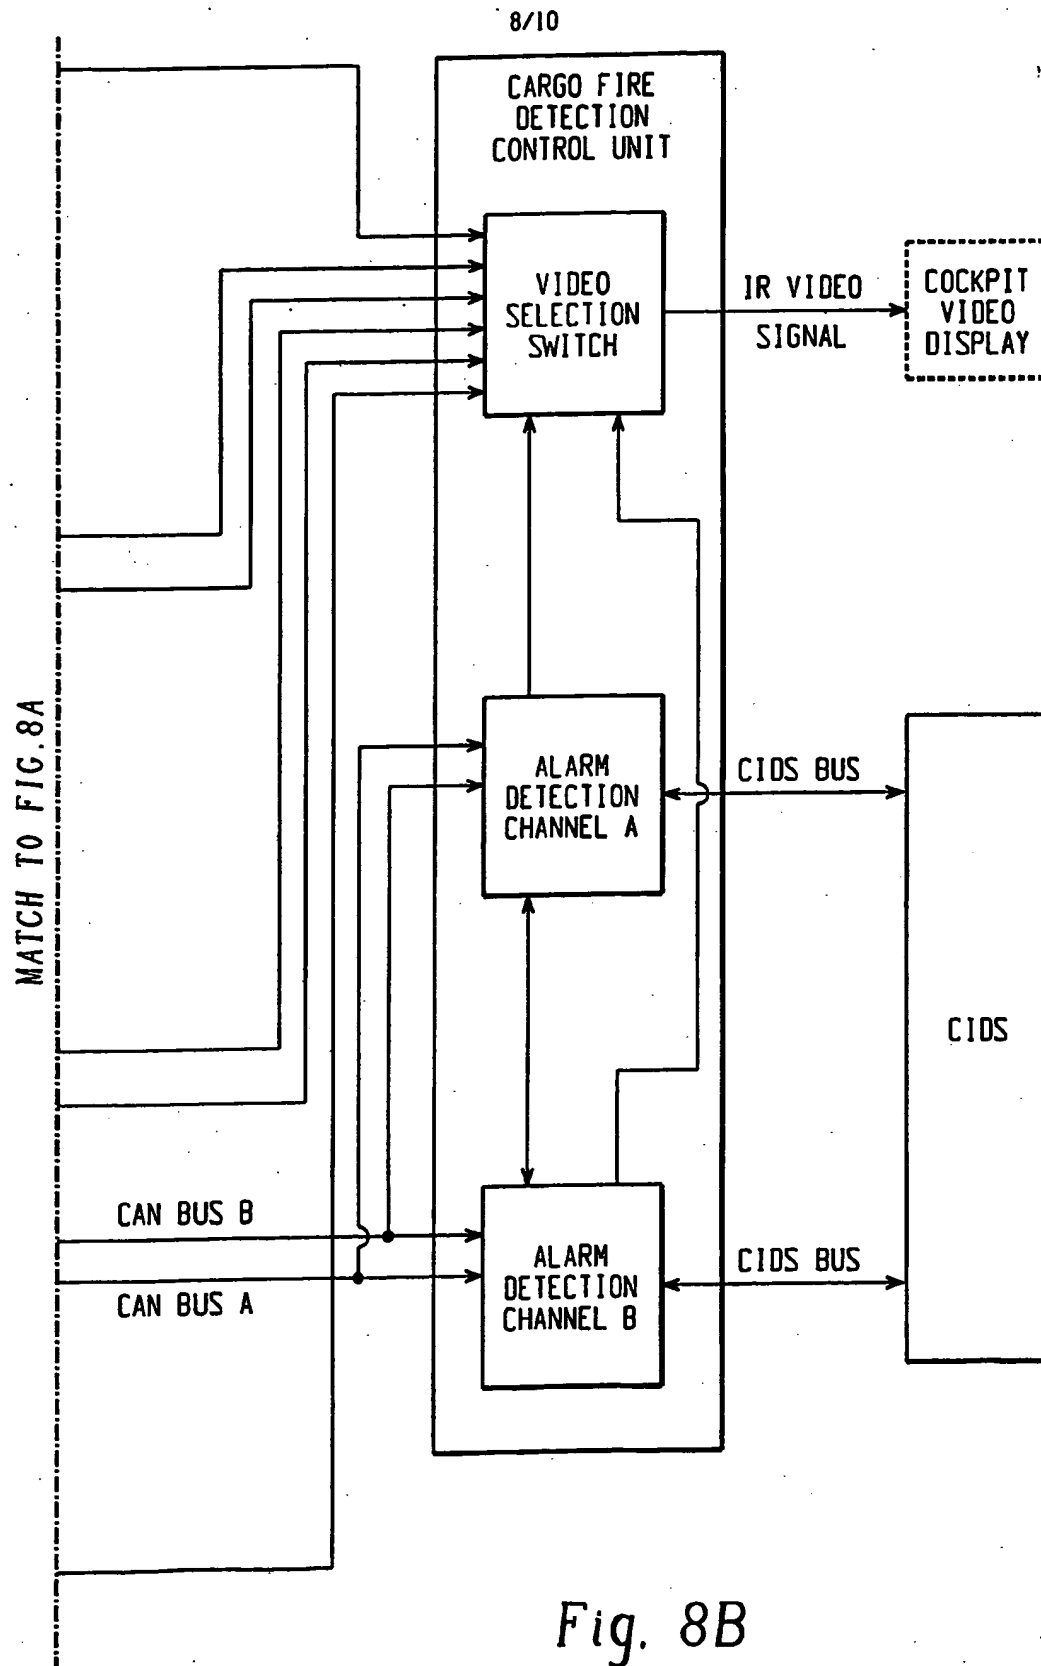 8/10
CARGO FIRE
DETECTION
CONTROL UNIT
VIDEO
SELECTION
SWITCH
IR VIDEO
SIGNAL
COCKPIT
VIDEO
DISPLAY
MATCH TO FIG.8A
ALARM
DETECTION
CHANNEL A
CIDS BUS
CIDS
CAN BUS B
CAN BUS A
ALARM
DETECTION
CHANNEL B
CIDS BUS
Fig. 8B